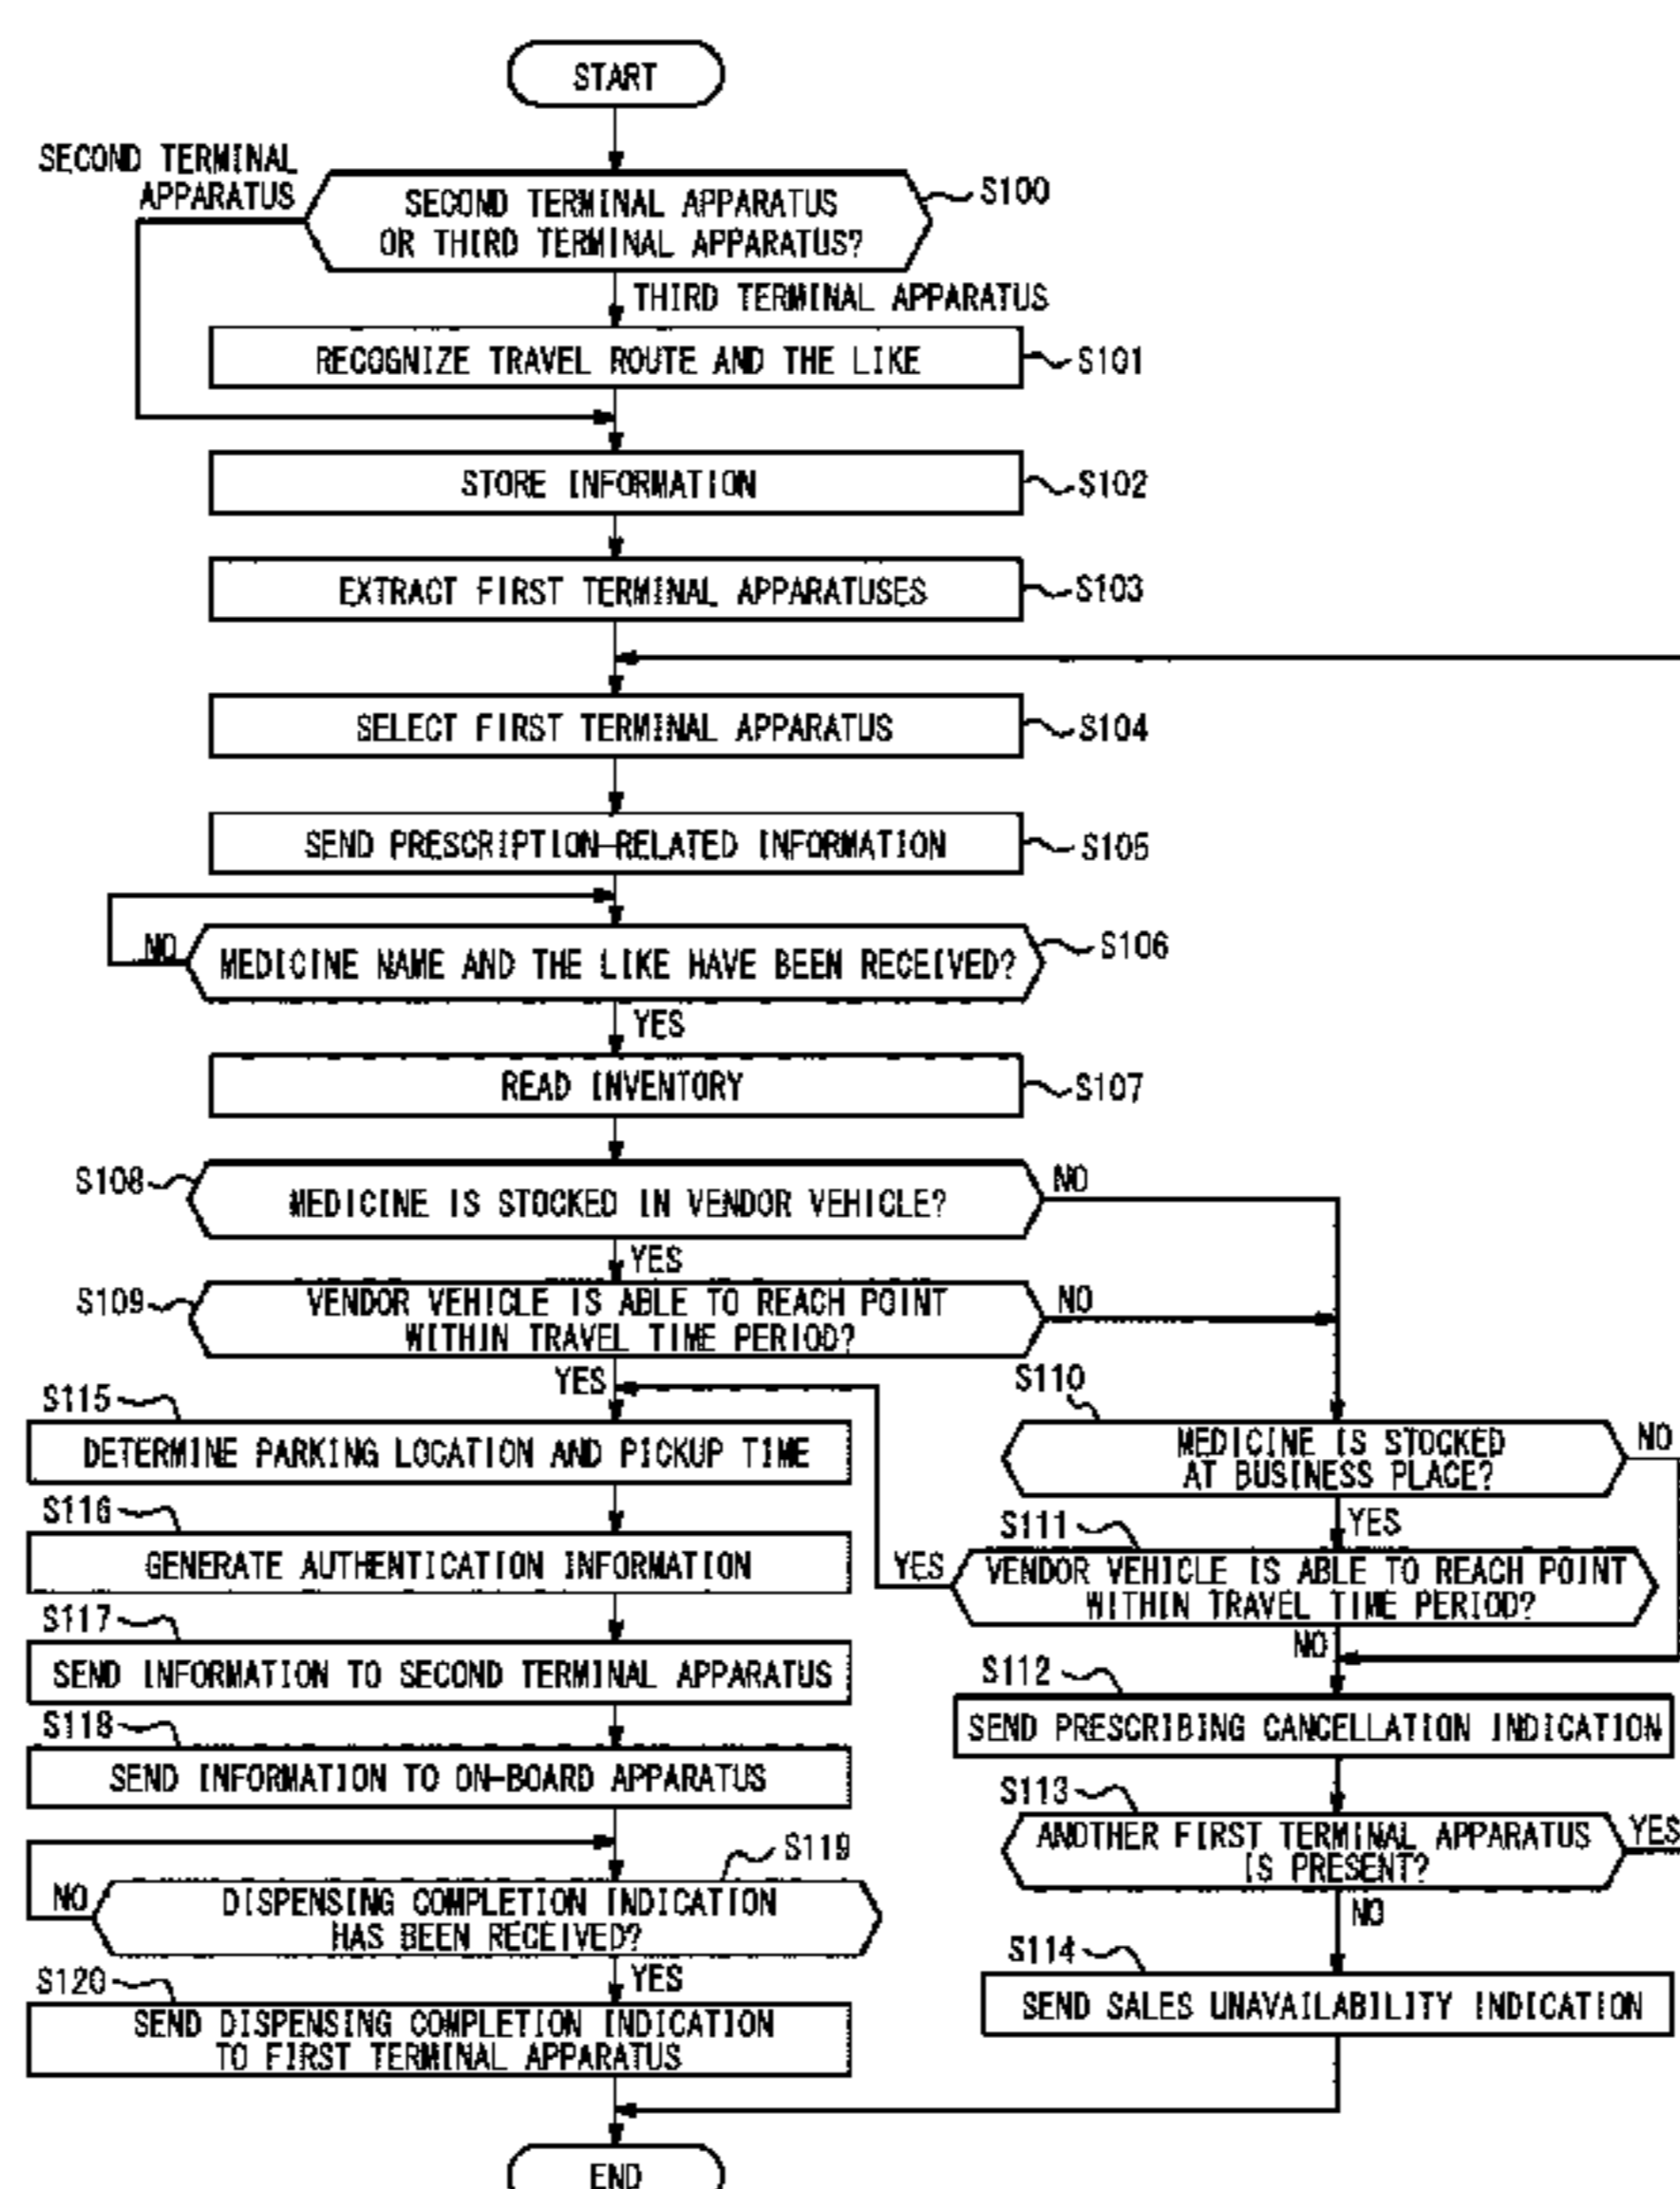 START
SECOND TERMINAL
APPARATUS
SECOND TERMINAL APPARATUS
OR THIRD TERMINAL APPARATUS?
S100
THIRD TERMINAL APPARATUS
RECOGNIZE TRAVEL ROUTE AND THE LIKE
S101
STORE INFORMATION
S102
EXTRACT FIRST TERMINAL APPARATUSES
S103
SELECT FIRST TERMINAL APPARATUS
S104
SEND PRESCRIPTION-RELATED INFORMATION
S105
NO
MEDICINE NAME AND THE LIKE HAVE BEEN RECEIVED?
S106
YES
READ INVENTORY
S107
S108
MEDICINE IS STOCKED IN VENDOR VEHICLE?
NO
YES
S109
VENDOR VEHICLE IS ABLE TO REACH POINT
WITHIN TRAVEL TIME PERIOD?
NO
YES
S110
MEDICINE IS STOCKED
AT BUSINESS PLACE?
NO
YES
S111
VENDOR VEHICLE IS ABLE TO REACH POINT
WITHIN TRAVEL TIME PERIOD?
YES
NO
S112
SEND PRESCRIBING CANCELLATION INDICATION
S113
ANOTHER FIRST TERMINAL APPARATUS
IS PRESENT?
YES
NO
S114
SEND SALES UNAVAILABILITY INDICATION
S115
DETERMINE PARKING LOCATION AND PICKUP TIME
S116
GENERATE AUTHENTICATION INFORMATION
S117
SEND INFORMATION TO SECOND TERMINAL APPARATUS
S118
SEND INFORMATION TO ON-BOARD APPARATUS
S119
NO
DISPENSING COMPLETION INDICATION
HAS BEEN RECEIVED?
YES
S120
SEND DISPENSING COMPLETION INDICATION
TO FIRST TERMINAL APPARATUS
END